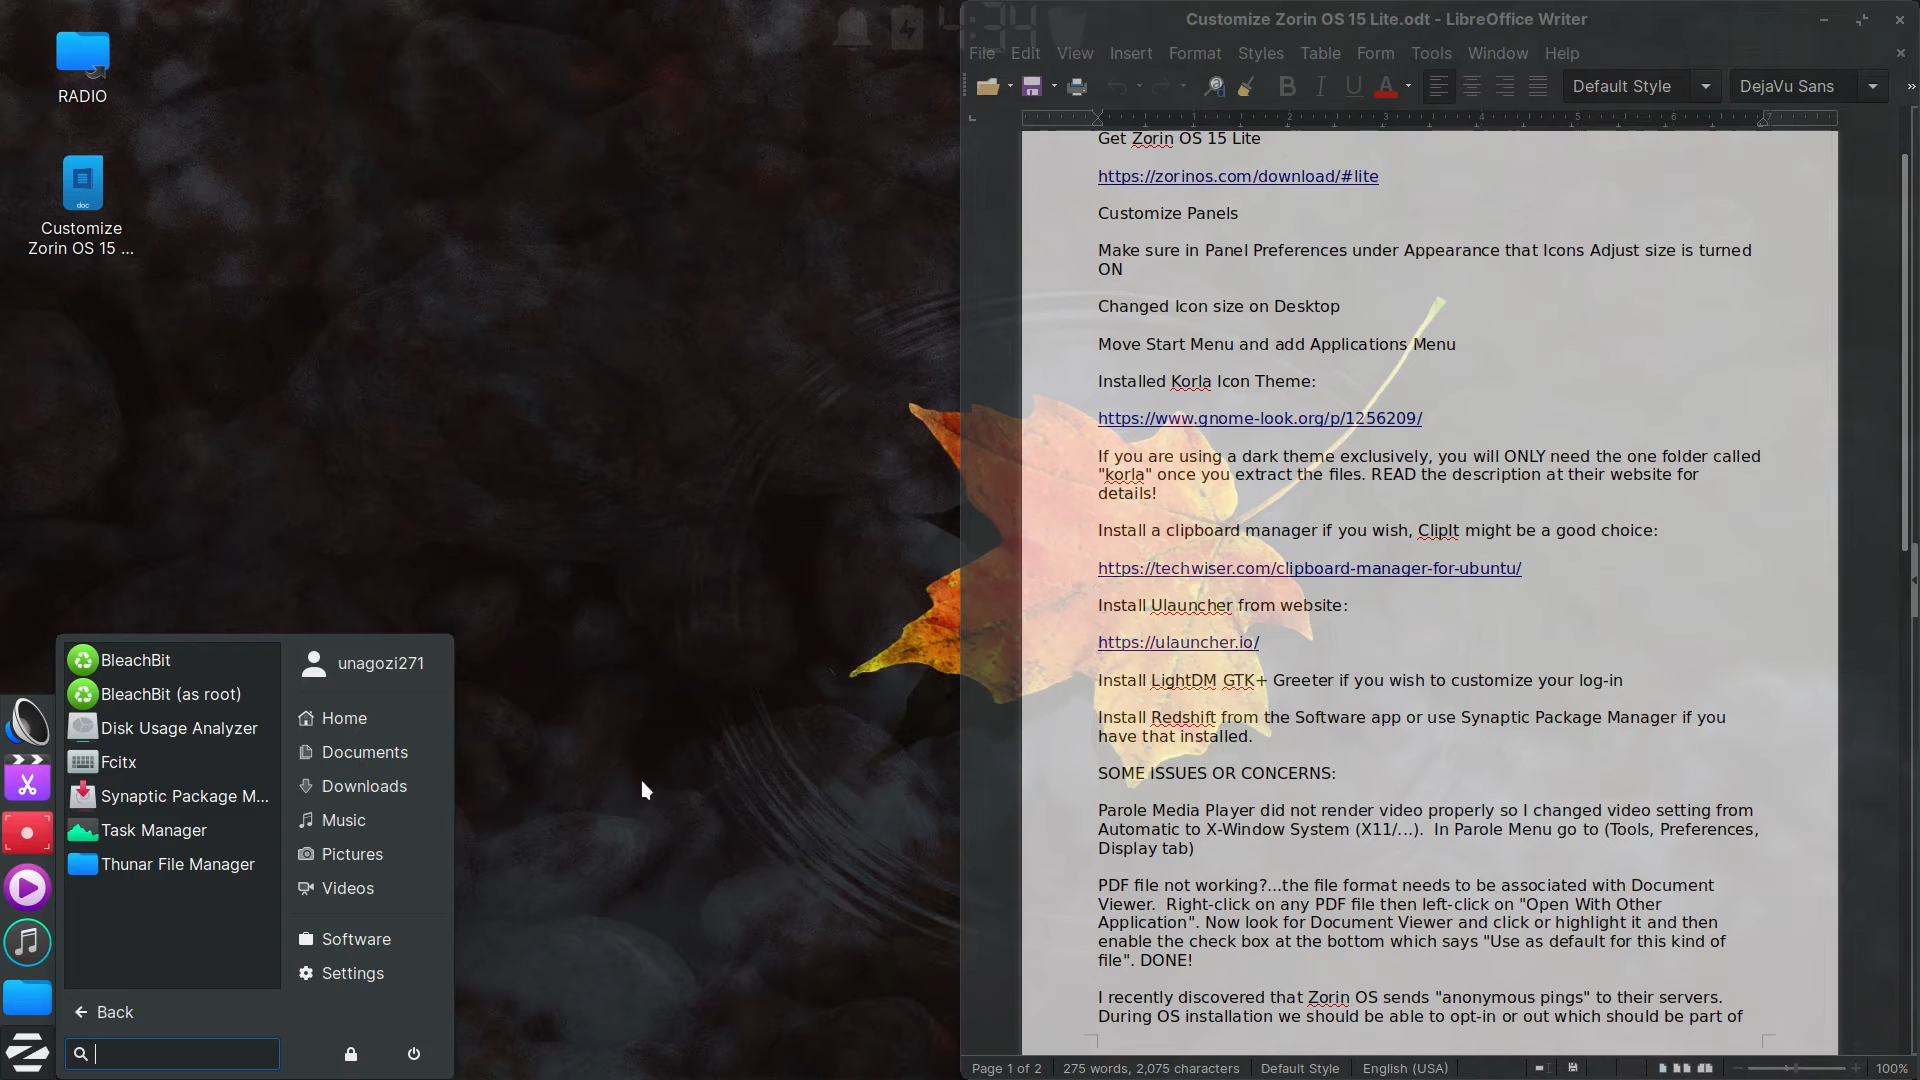 RADIO
doc
Customize
Zorin OS 15 ...
BleachBit
BleachBit (as root)
Disk Usage Analyzer
Fcitx
Synaptic Package M...
Task Manager
Thunar File Manager
Back
unagozi271
Home
Documents
Downloads
Music
Pictures
Videos
Software
Settings
4:34
Customize Zorin OS 15 Lite.odt - LibreOffice Writer
File Edit View Insert Format Styles Table Form Tools Window Help
B I U A Default Style DejaVu Sans
1 2 3 4 5 6 7
Get Zorin OS 15 Lite
https://zorinos.com/download/#lite
Customize Panels
Make sure in Panel Preferences under Appearance that Icons Adjust size is turned
ON
Changed Icon size on Desktop
Move Start Menu and add Applications Menu
Installed Korla Icon Theme:
https://www.gnome-look.org/p/1256209/
If you are using a dark theme exclusively, you will ONLY need the one folder called
"korla" once you extract the files. READ the description at their website for
details!
Install a clipboard manager if you wish, ClipIt might be a good choice:
https://techwiser.com/clipboard-manager-for-ubuntu/
Install Ulauncher from website:
https://ulauncher.io/
Install LightDM GTK+ Greeter if you wish to customize your log-in
Install Redshift from the Software app or use Synaptic Package Manager if you
have that installed.
SOME ISSUES OR CONCERNS:
Parole Media Player did not render video properly so I changed video setting from
Automatic to X-Window System (X11/...).  In Parole Menu go to (Tools, Preferences,
Display tab)
PDF file not working?...the file format needs to be associated with Document
Viewer.  Right-click on any PDF file then left-click on "Open With Other
Application". Now look for Document Viewer and click or highlight it and then
enable the check box at the bottom which says "Use as default for this kind of
file". DONE!
I recently discovered that Zorin OS sends "anonymous pings" to their servers.
During OS installation we should be able to opt-in or out which should be part of
Page 1 of 2 275 words, 2,075 characters Default Style English (USA) 100%